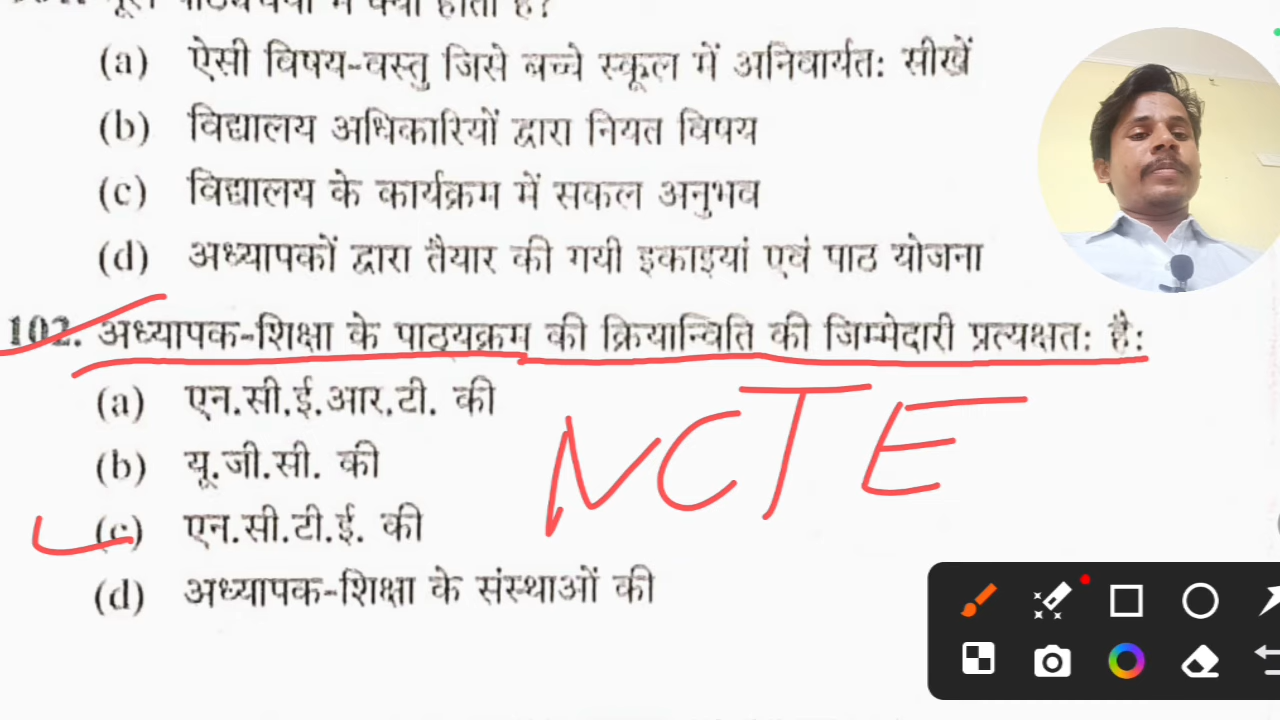 (a) ऐसी विषय-वस्तु जिसे बच्चे स्कूल में अनिवार्यत: सीखें
(b) विद्यालय अधिकारियों द्वारा नियत विषय
(c) विद्यालय के कार्यक्रम में सकल अनुभव
(d) अध्यापकों द्वारा तैयार की गयी इकाइयां एवं पाठ योजना
102. अध्यापक-शिक्षा के पाठ्यक्रम की क्रियान्विति की जिम्मेदारी प्रत्यक्षत: है:
(a) एन.सी.ई.आर.टी. की
(b) यू.जी.सी. की
NCTE
(c) एन.सी.टी.ई. की
(d) अध्यापक-शिक्षा के संस्थाओं की